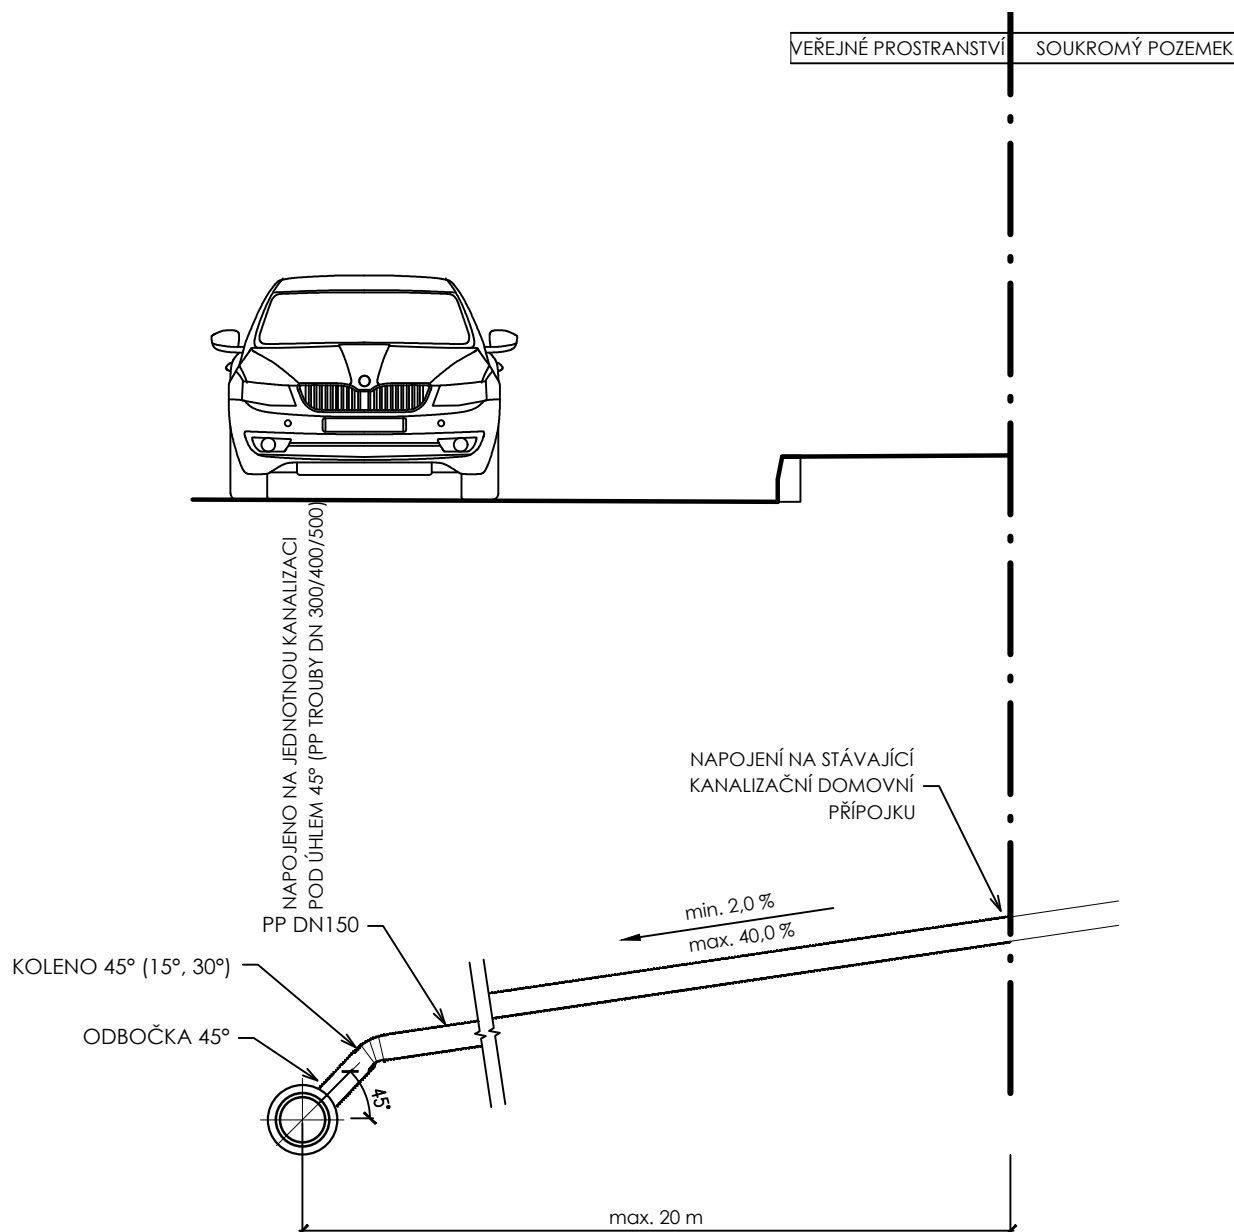 VEŘEJNÉ PROSTRANSTVÍ
SOUKROMÝ POZEMEK
NAPOJENO NA JEDNOTNOU KANALIZACI
POD ÚHLEM 45° (PP TROUBY DN 300/400/500)
NAPOJENÍ NA STÁVAJÍCÍ
KANALIZAČNÍ DOMOVNÍ
PŘÍPOJKU
min. 2,0 %
max. 40,0 %
PP DN150
KOLENO 45° (15°, 30°)
ODBOČKA 45°
45°
max. 20 m